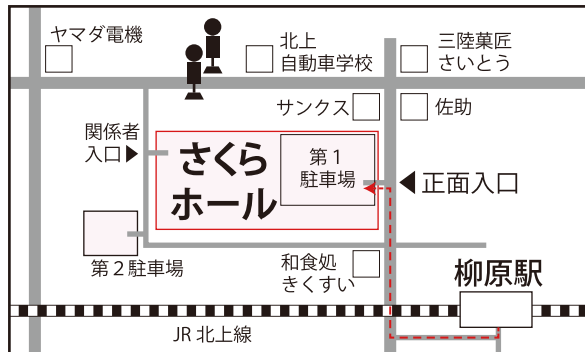 ヤマダ電機
北上
自動車学校
三陸菓匠
さいとう
サンクス
佐助
関係者
入口
さくら
ホール
第1
駐車場
正面入口
第2駐車場
和食処
きくすい
柳原駅
JR北上線